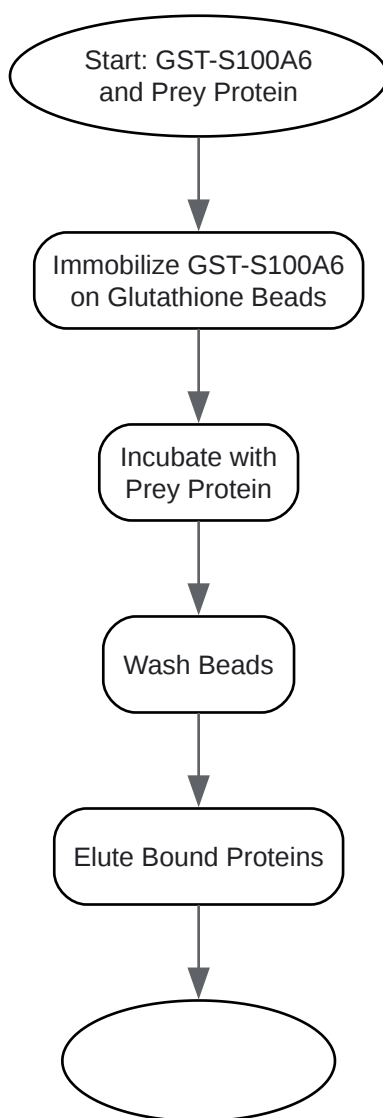 Start: GST-S100A6
and Prey Protein
Immobilize GST-S100A6
on Glutathione Beads
Incubate with
Prey Protein
Wash Beads
Elute Bound Proteins